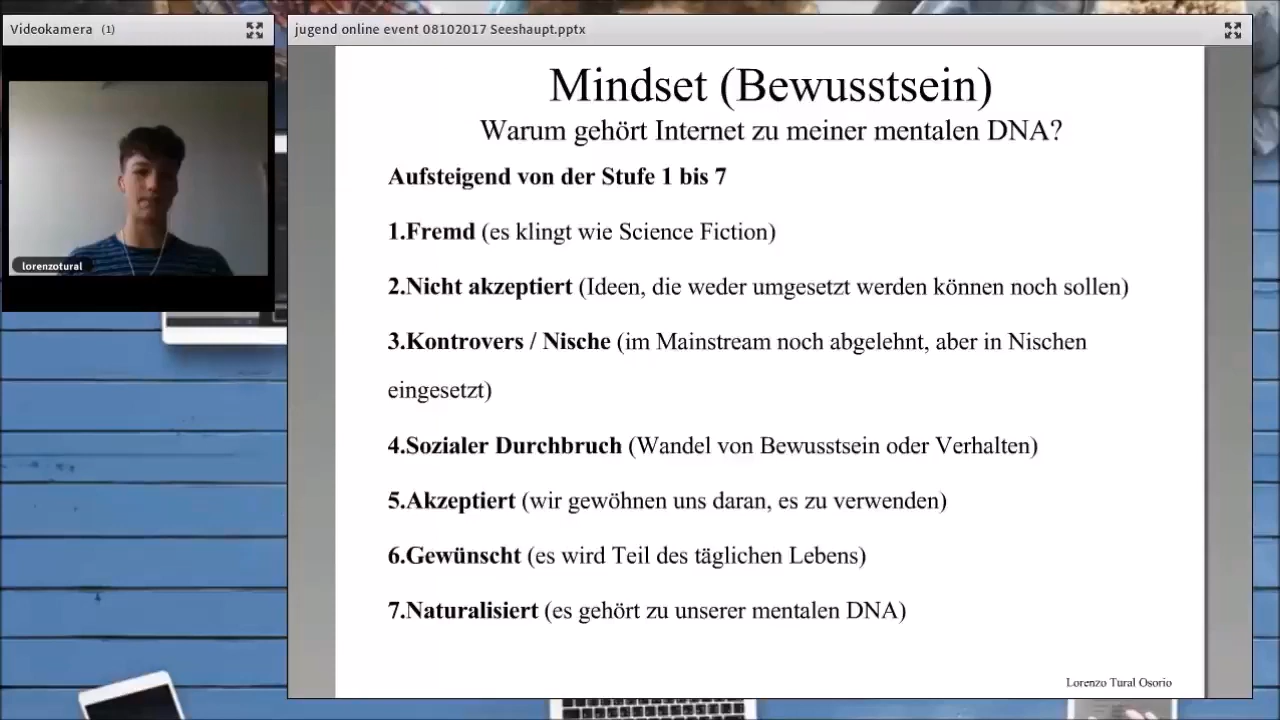 Videokamera (1)
lorenzotural
jugend online event 08102017 Seeshaupt.pptx
Mindset (Bewusstsein)
Warum gehört Internet zu meiner mentalen DNA?
Aufsteigend von der Stufe 1 bis 7
1.Fremd (es klingt wie Science Fiction)
2.Nicht akzeptiert (Ideen, die weder umgesetzt werden können noch sollen)
3.Kontrovers / Nische (im Mainstream noch abgelehnt, aber in Nischen
eingesetzt)
4.Sozialer Durchbruch (Wandel von Bewusstsein oder Verhalten)
5.Akzeptiert (wir gewöhnen uns daran, es zu verwenden)
6.Gewünscht (es wird Teil des täglichen Lebens)
7.Naturalisiert (es gehört zu unserer mentalen DNA)
Lorenzo Tural Osorio